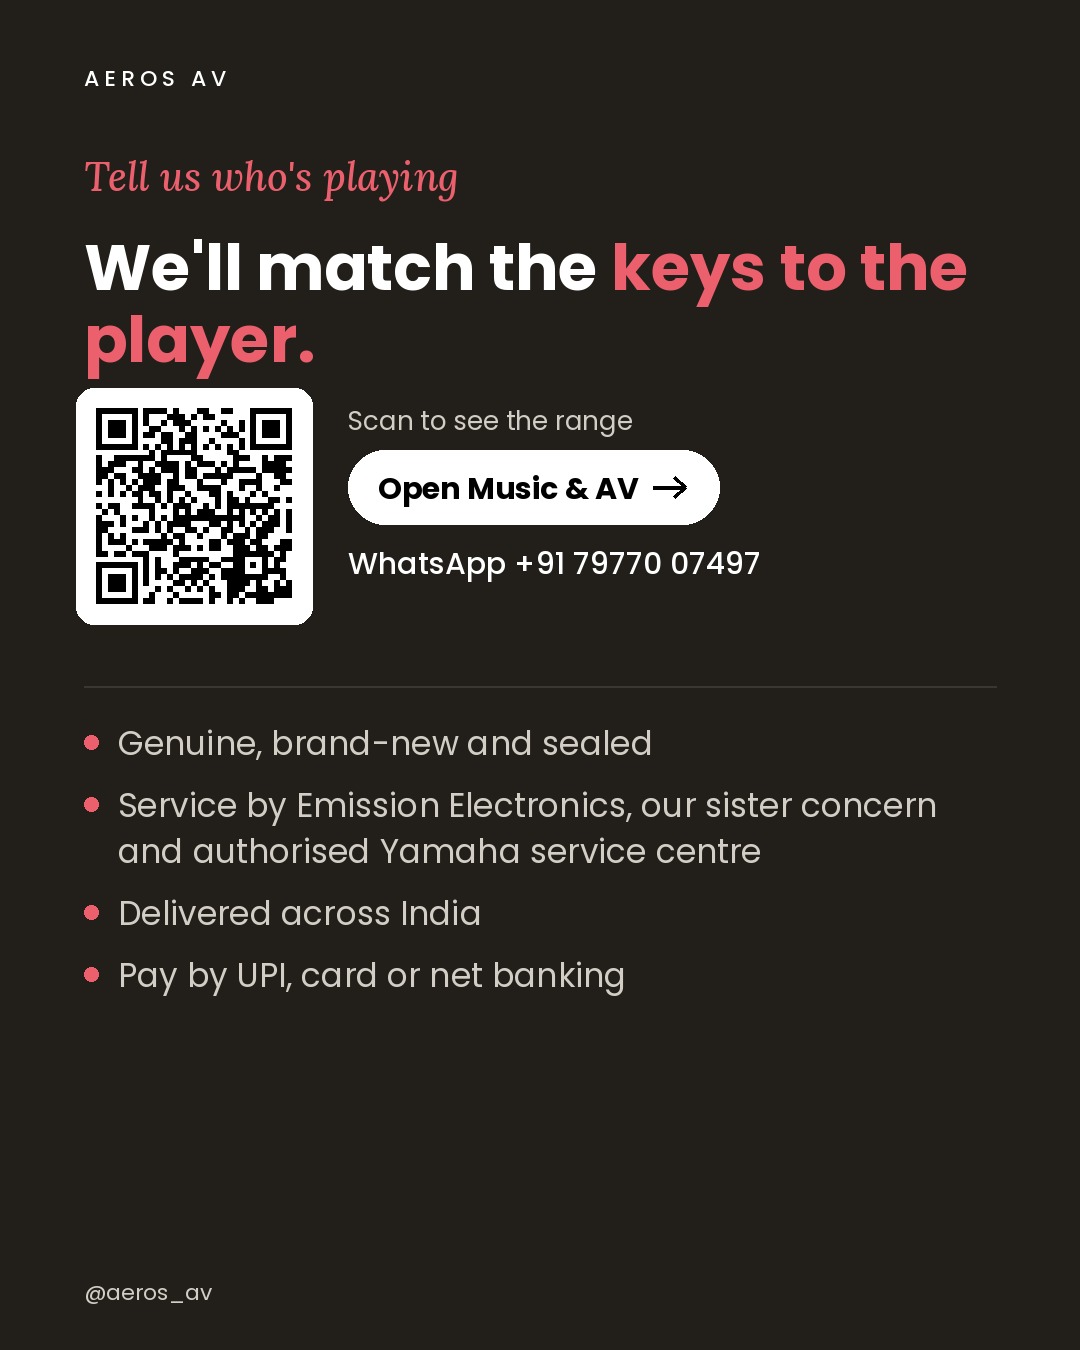 AEROS AV
Tell us who's playing
We'll match the keys to the
player.
Scan to see the range
Open Music & AV →
WhatsApp +91 79770 07497
Genuine, brand-new and sealed
Service by Emission Electronics, our sister concern
and authorised Yamaha service centre
Delivered across India
Pay by UPI, card or net banking
@aeros_av